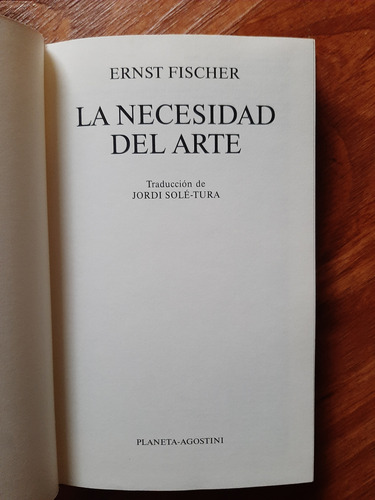 ERNST FISCHER
LA NECESIDAD
DEL ARTE
Traducción de
JORDI SOLÉ-TURA
PLANETA-AGOSTINI